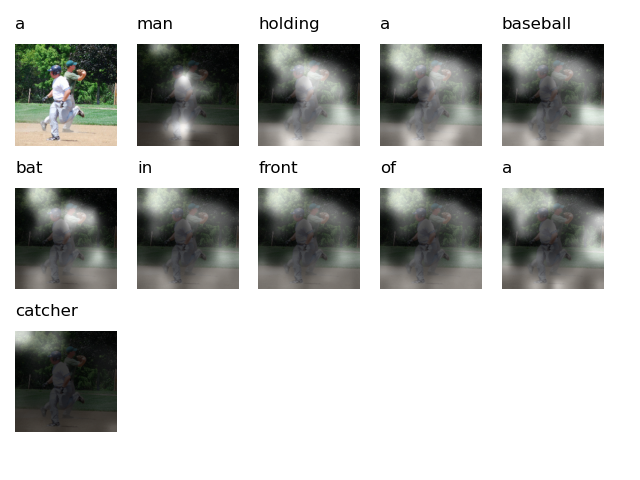 a man holding a baseball
bat in front of a
catcher